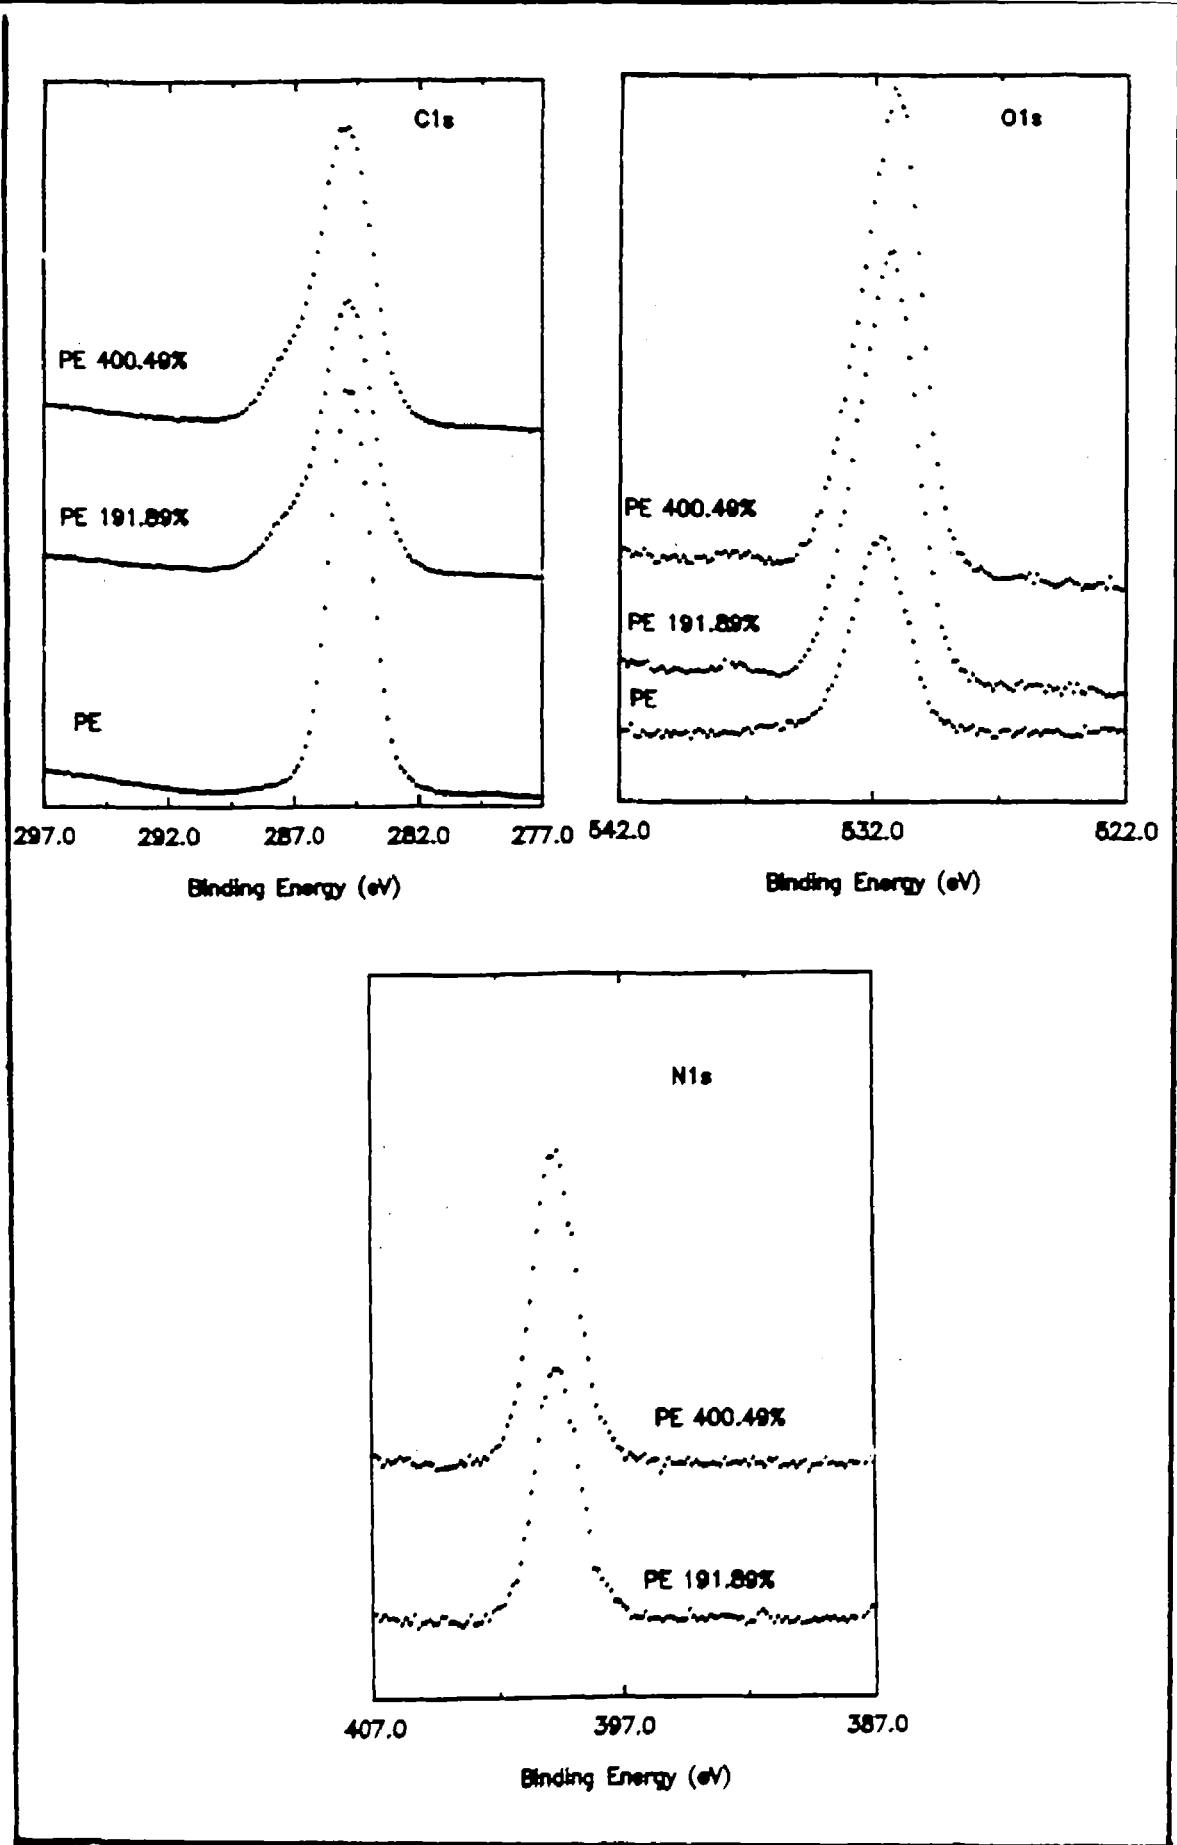 C1s
PE 400.49%
PE 191.89%
PE
297.0 292.0 287.0 282.0 277.0
Binding Energy (eV)
O1s
PE 400.49%
PE 191.89%
PE
542.0 532.0 522.0
Binding Energy (eV)
N1s
PE 400.49%
PE 191.89%
407.0 397.0 387.0
Binding Energy (eV)